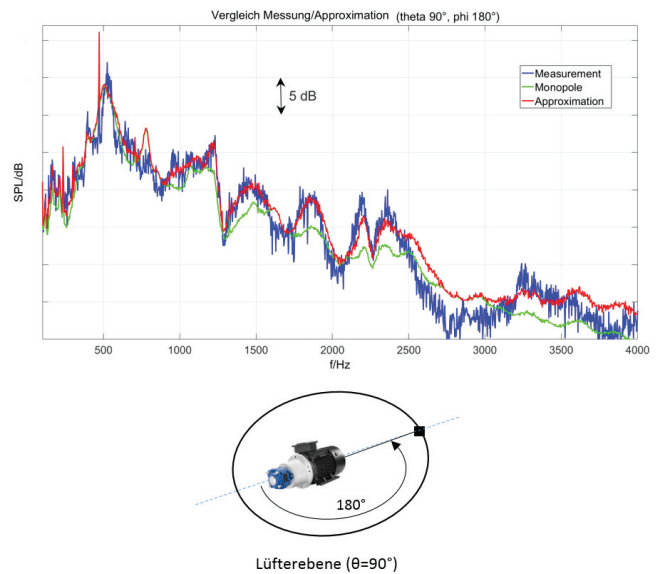 Vergleich Messung/Approximation (theta 90°, phi 180°)
5 dB
Measurement
Monopole
Approximation
SPL/dB
500 1000 1500 2000 2500 3000 3500 4000
f/Hz
180°
Lüfterebene (θ=90°)